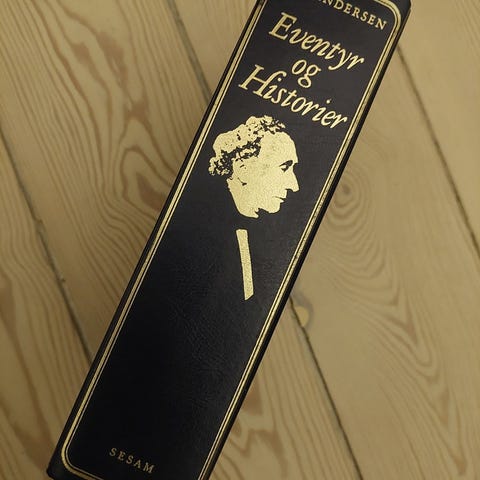 ANDERSEN
Eventyr
og
Historier
SESAM